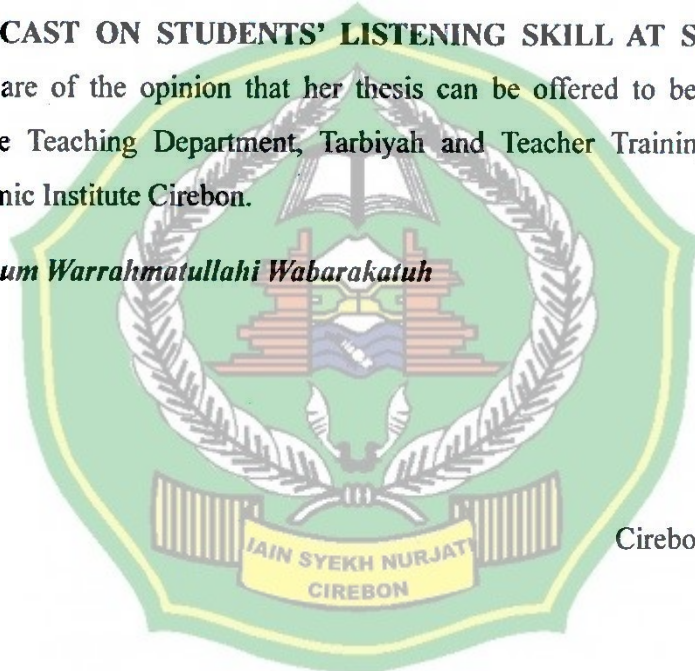 CAST ON STUDENTS' LISTENING SKILL AT S
are of the opinion that her thesis can be offered to be
e Teaching Department, Tarbiyah and Teacher Trainin
nic Institute Cirebon.
um Warrahmatullahi Wabarakatuh
Cirebo
IAIN SYEKH NURJATI
CIREBON